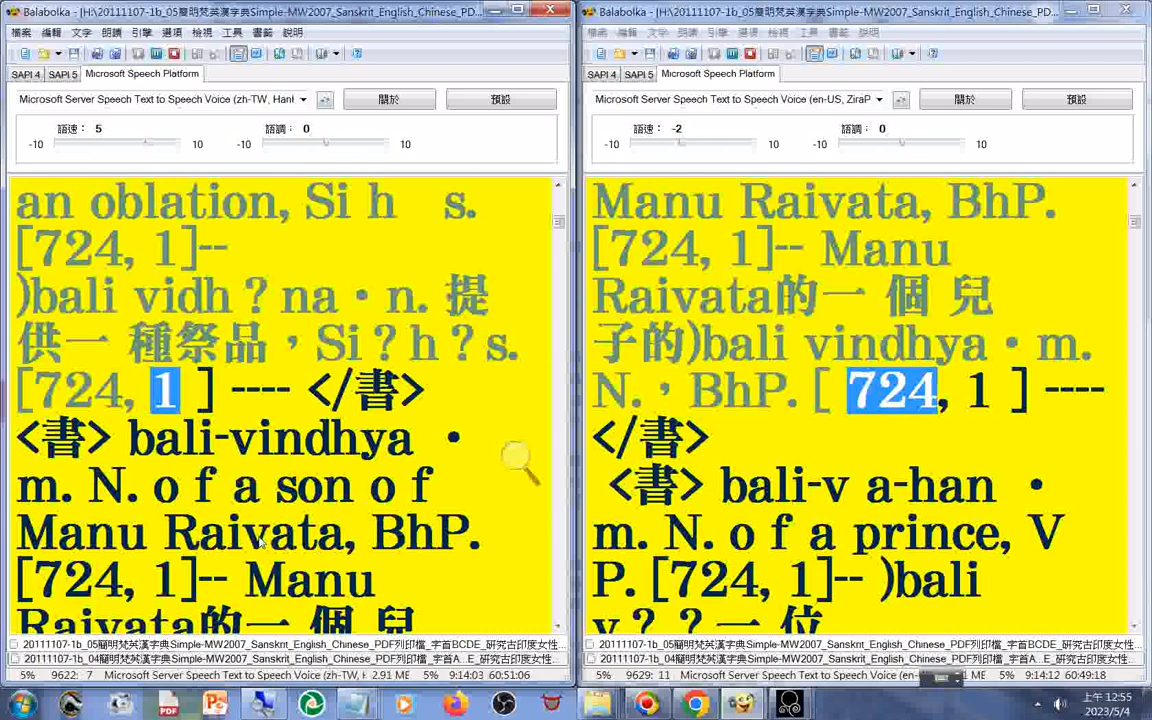 Balabolka - [H:\20111107-1b_05簡明梵英漢字典Simple-MW2007_Sanskrit_English_Chinese_PD...
檔案 編輯 文字 朗讀 引擎 選項 檢視 工具 書籤 說明
SAPI 4 SAPI 5 Microsoft Speech Platform
Microsoft Server Speech Text to Speech Voice (zh-TW, Hanl 關於 預設
語速： 5 語調： 0
-10 10 -10 10
an oblation, Si h s.
[724, 1]--
)bali vidh？na・n. 提
供一 種祭品，Si？h？s.
[724, 1 ] ---- </書>
<書> bali-vindhya ・
m. N. o f a son o f
Manu Raivata, BhP.
[724, 1]-- Manu
Raivata的一 個 兒
20111107-1b_05簡明梵英漢字典Simple-MW2007_Sanskrit_English_Chinese_PDF列印檔_字首BCDE_研究古印度女性...
20111107-1b_04簡明梵英漢字典Simple-MW2007_Sanskrit_English_Chinese_PDF列印檔_字首A...E_研究古印度女性...
5% 9622: 7 Microsoft Server Speech Text to Speech Voice (zh-TW, H 2.91 ME 5% 9:14:03 60:51:06
Balabolka - [H:\20111107-1b_05簡明梵英漢字典Simple-MW2007_Sanskrit_English_Chinese_PD...
檔案 編輯 文字 朗讀 引擎 選項 檢視 工具 書籤 說明
SAPI 4 SAPI 5 Microsoft Speech Platform
Microsoft Server Speech Text to Speech Voice (en-US, ZiraP 關於 預設
語速： -2 語調： 0
-10 10 -10 10
Manu Raivata, BhP.
[724, 1]-- Manu
Raivata的一 個 兒
子的)bali vindhya・m.
N.，BhP. [ 724, 1 ] ----
</書>
<書> bali-v a-han ・
m. N. o f a prince, V
P. [724, 1]-- )bali
v？？一 位
20111107-1b_05簡明梵英漢字典Simple-MW2007_Sanskrit_English_Chinese_PDF列印檔_字首BCDE_研究古印度女性...
20111107-1b_04簡明梵英漢字典Simple-MW2007_Sanskrit_English_Chinese_PDF列印檔_字首A...E_研究古印度女性...
5% 9629: 11 Microsoft Server Speech Text to Speech Voice (en-US ME 5% 9:14:12 60:49:18
上午 12:55
2023/5/4